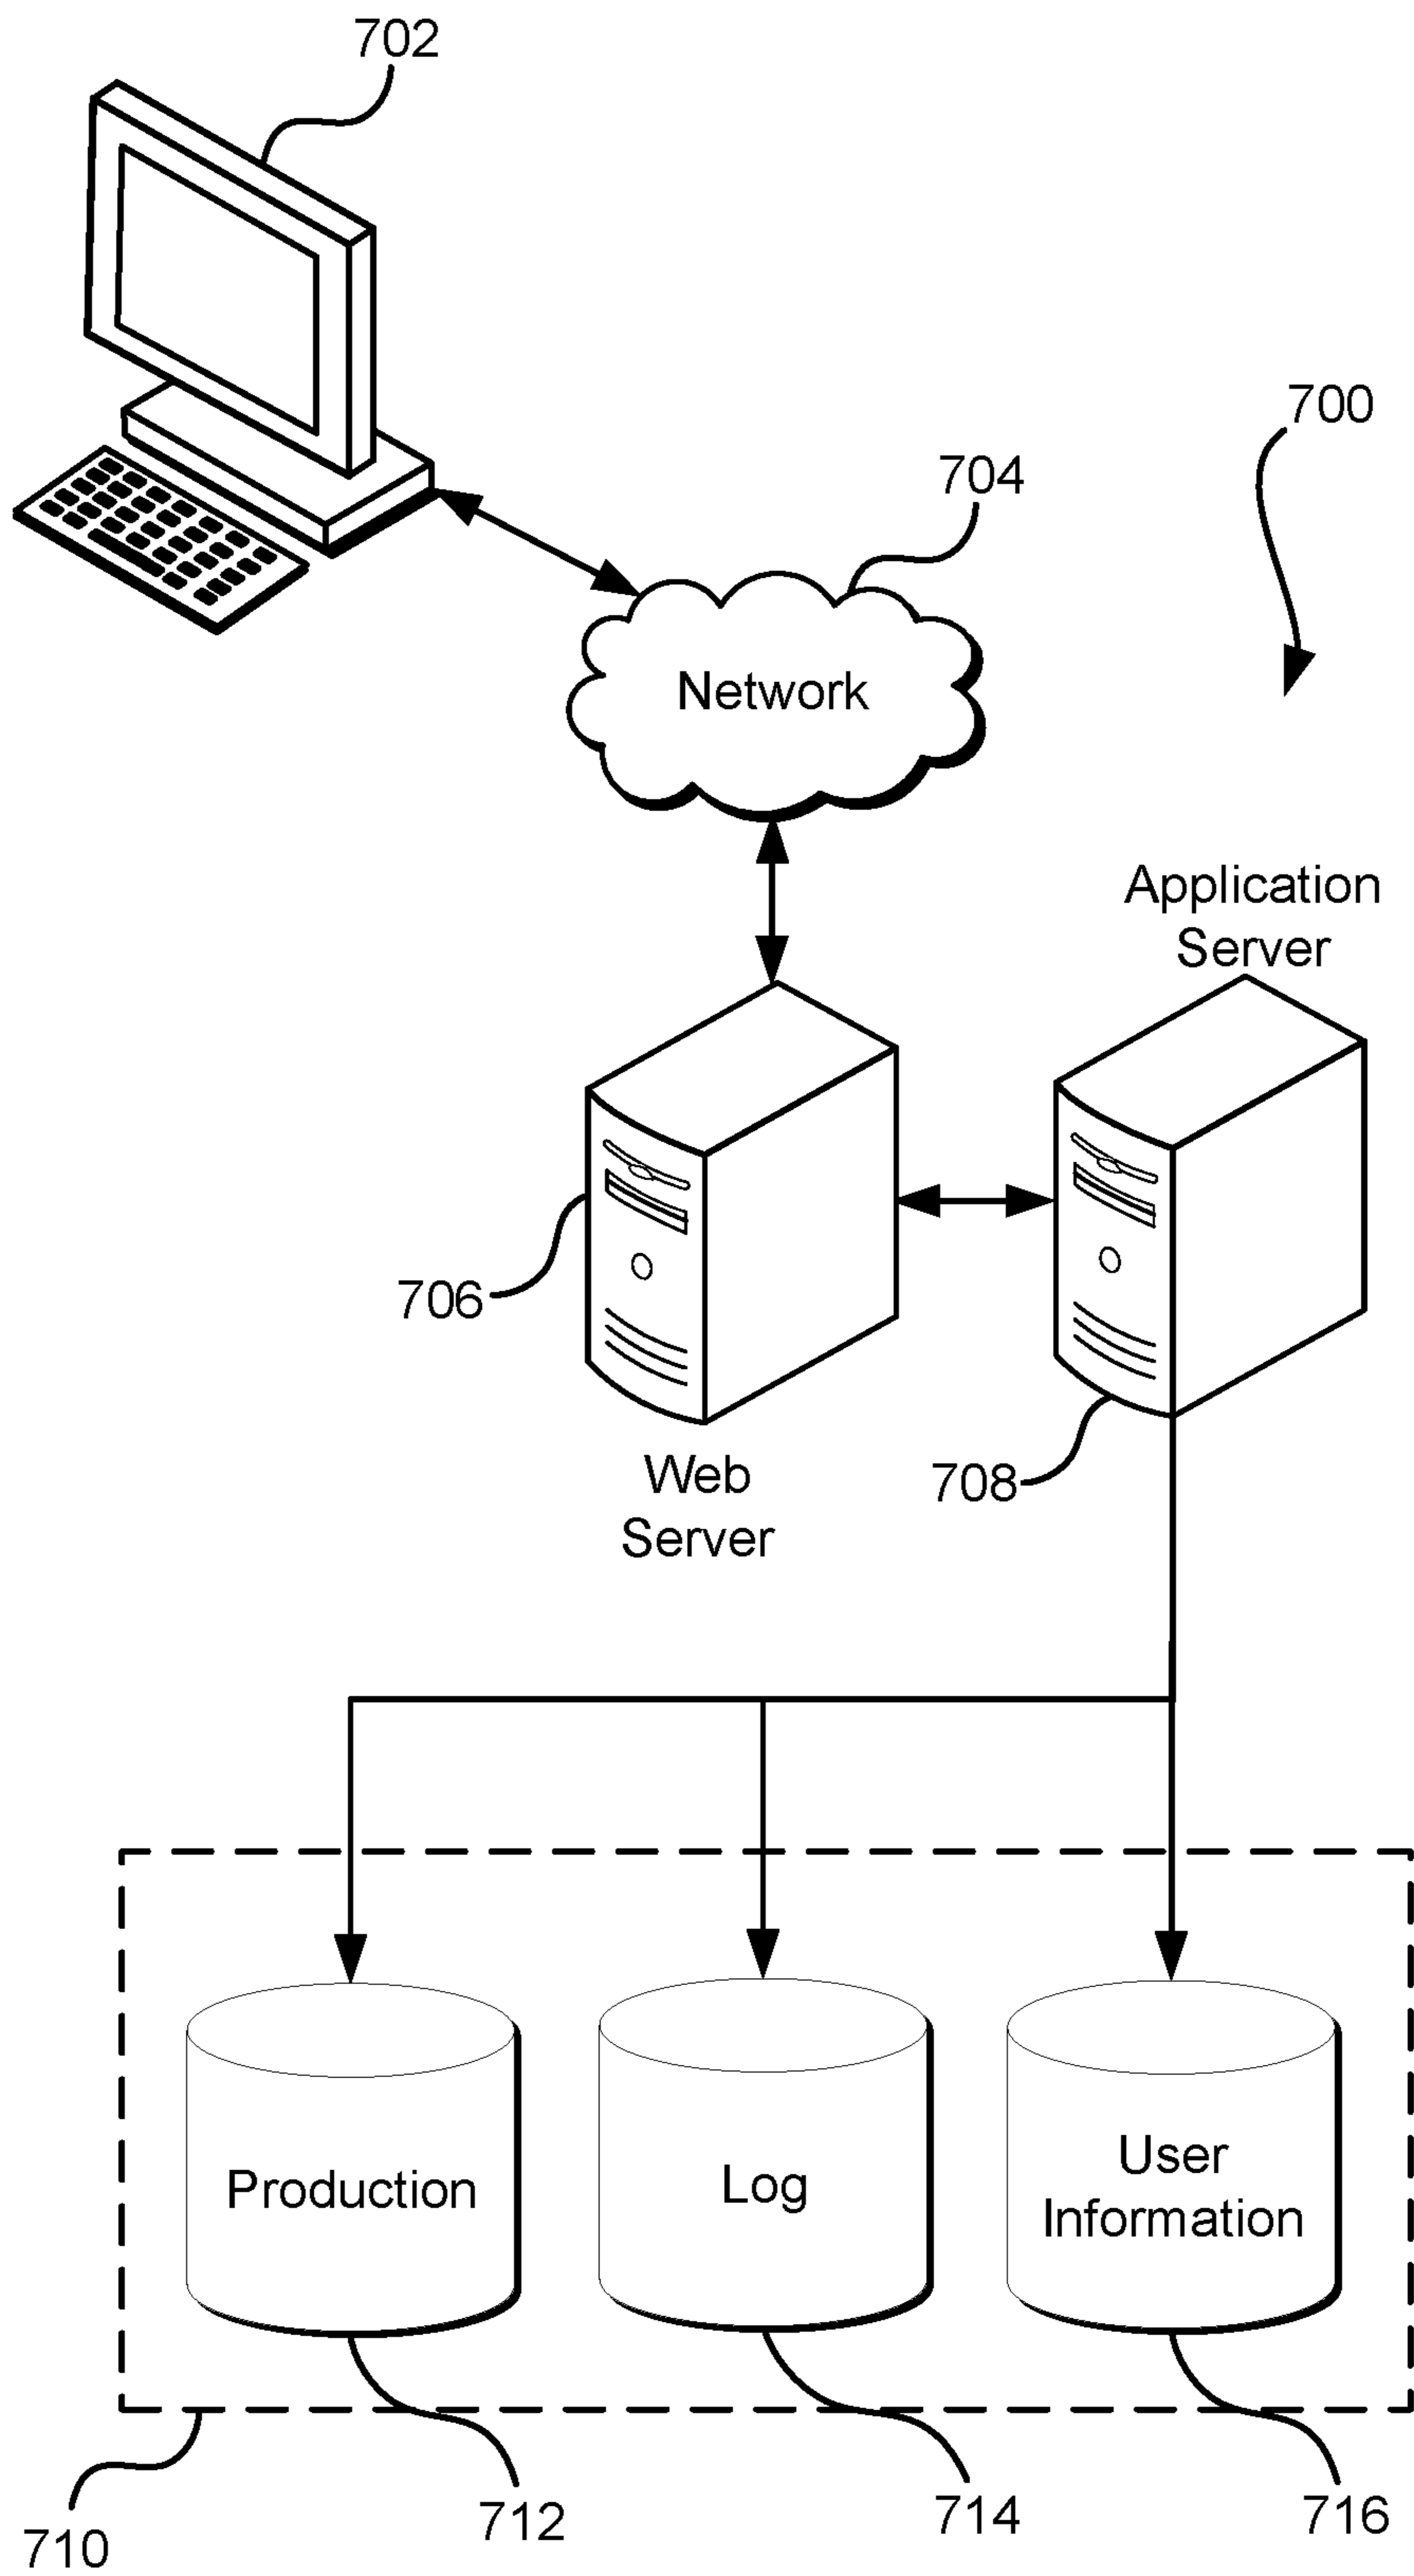 702
700
704
Network
Application
Server
706
708
Web
Server
Production
Log
User
Information
710
712
714
716